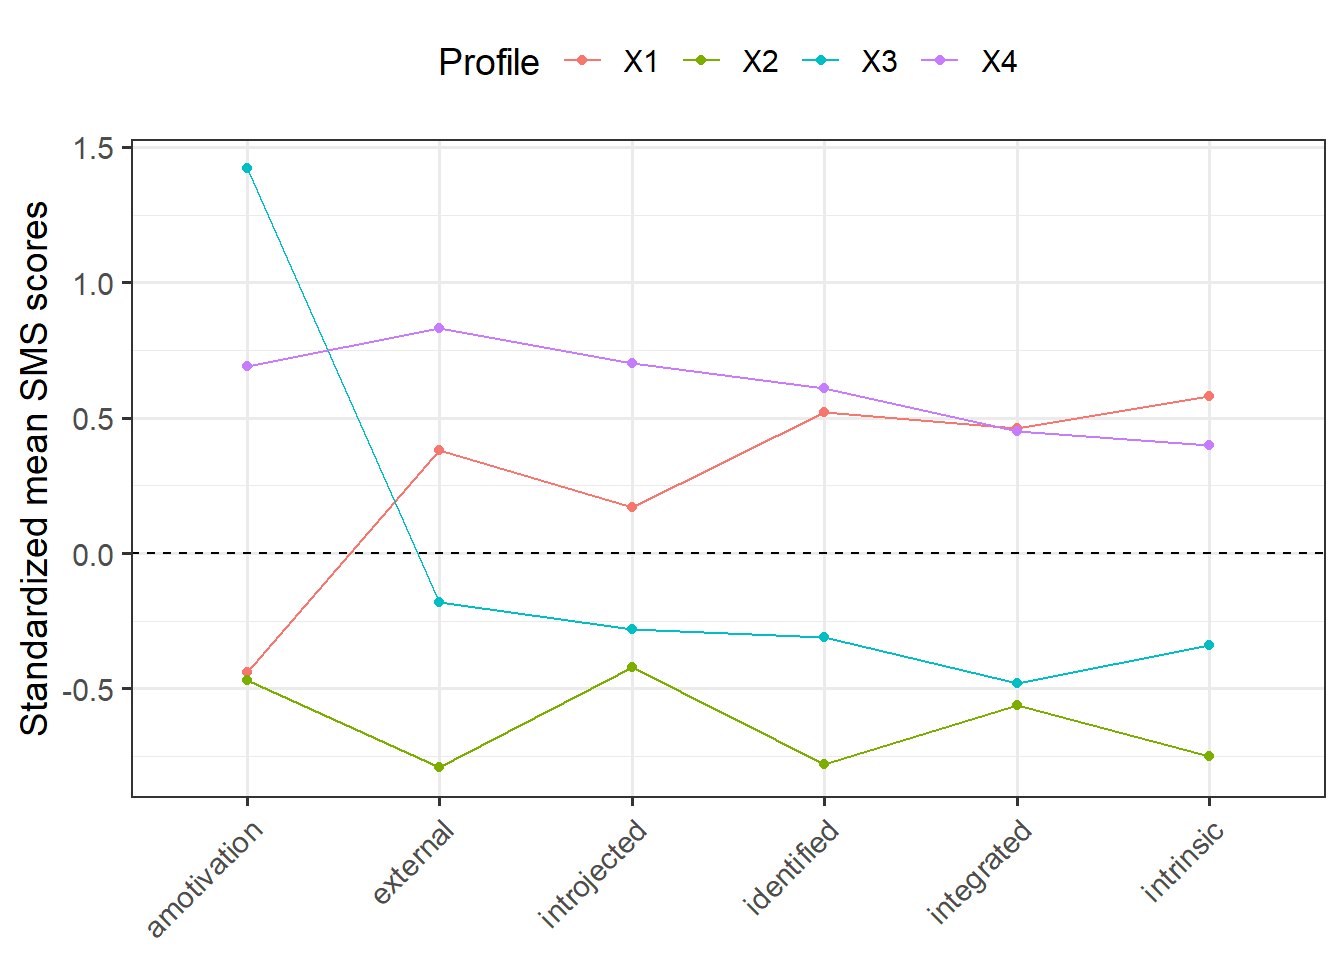 Profile X1 X2 X3 X4
Standardized mean SMS scores
1.5
1.0
0.5
0.0
-0.5
amotivation external introjected identified integrated intrinsic